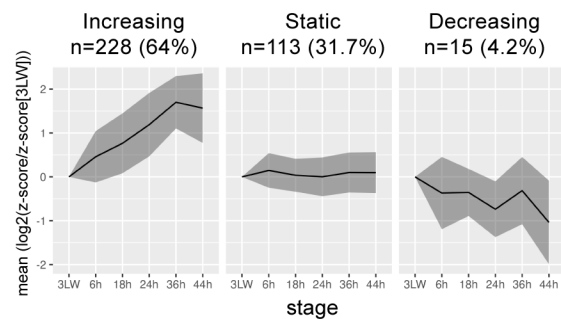 Increasing
n=228 (64%)
Static
n=113 (31.7%)
Decreasing
n=15 (4.2%)
mean (log2(z-score/z-score[3LW]))
2
1
0
-1
-2
3LW 6h 18h 24h 36h 44h
3LW 6h 18h 24h 36h 44h
3LW 6h 18h 24h 36h 44h
stage